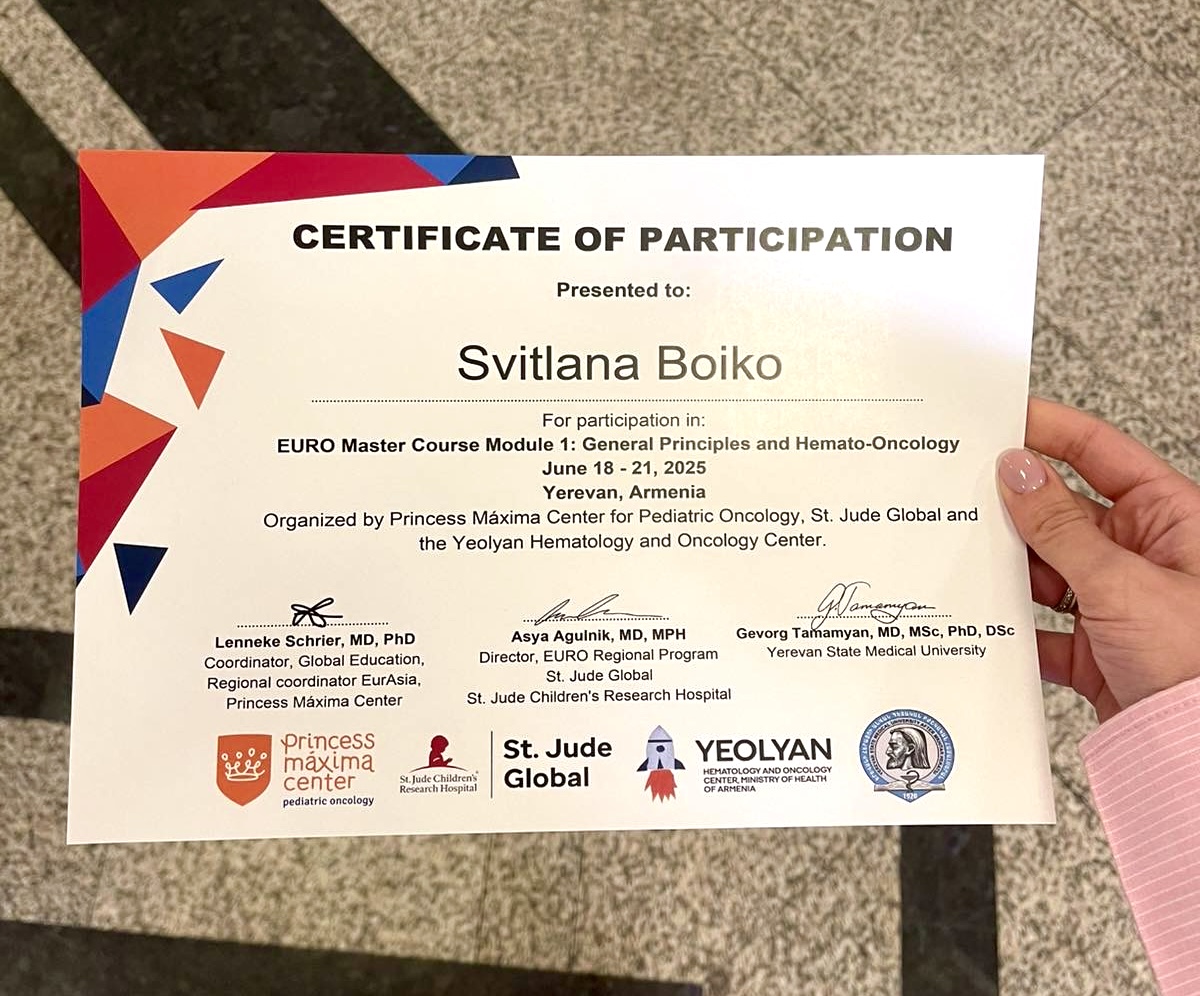 CERTIFICATE OF PARTICIPATION
Presented to:
Svitlana Boiko
For participation in:
EURO Master Course Module 1: General Principles and Hemato-Oncology
June 18 - 21, 2025
Yerevan, Armenia
Organized by Princess Máxima Center for Pediatric Oncology, St. Jude Global and
the Yeolyan Hematology and Oncology Center.
Lenneke Schrier, MD, PhD
Coordinator, Global Education,
Regional coordinator EurAsia,
Princess Máxima Center
Asya Agulnik, MD, MPH
Director, EURO Regional Program
St. Jude Global
St. Jude Children's Research Hospital
G. Tamamyan
Gevorg Tamamyan, MD, MSc, PhD, DSc
Yerevan State Medical University
princess
máxima
center
pediatric oncology
St. Jude Children's
Research Hospital
St. Jude
Global
YEOLYAN
HEMATOLOGY AND ONCOLOGY
CENTER, MINISTRY OF HEALTH
OF ARMENIA
1920